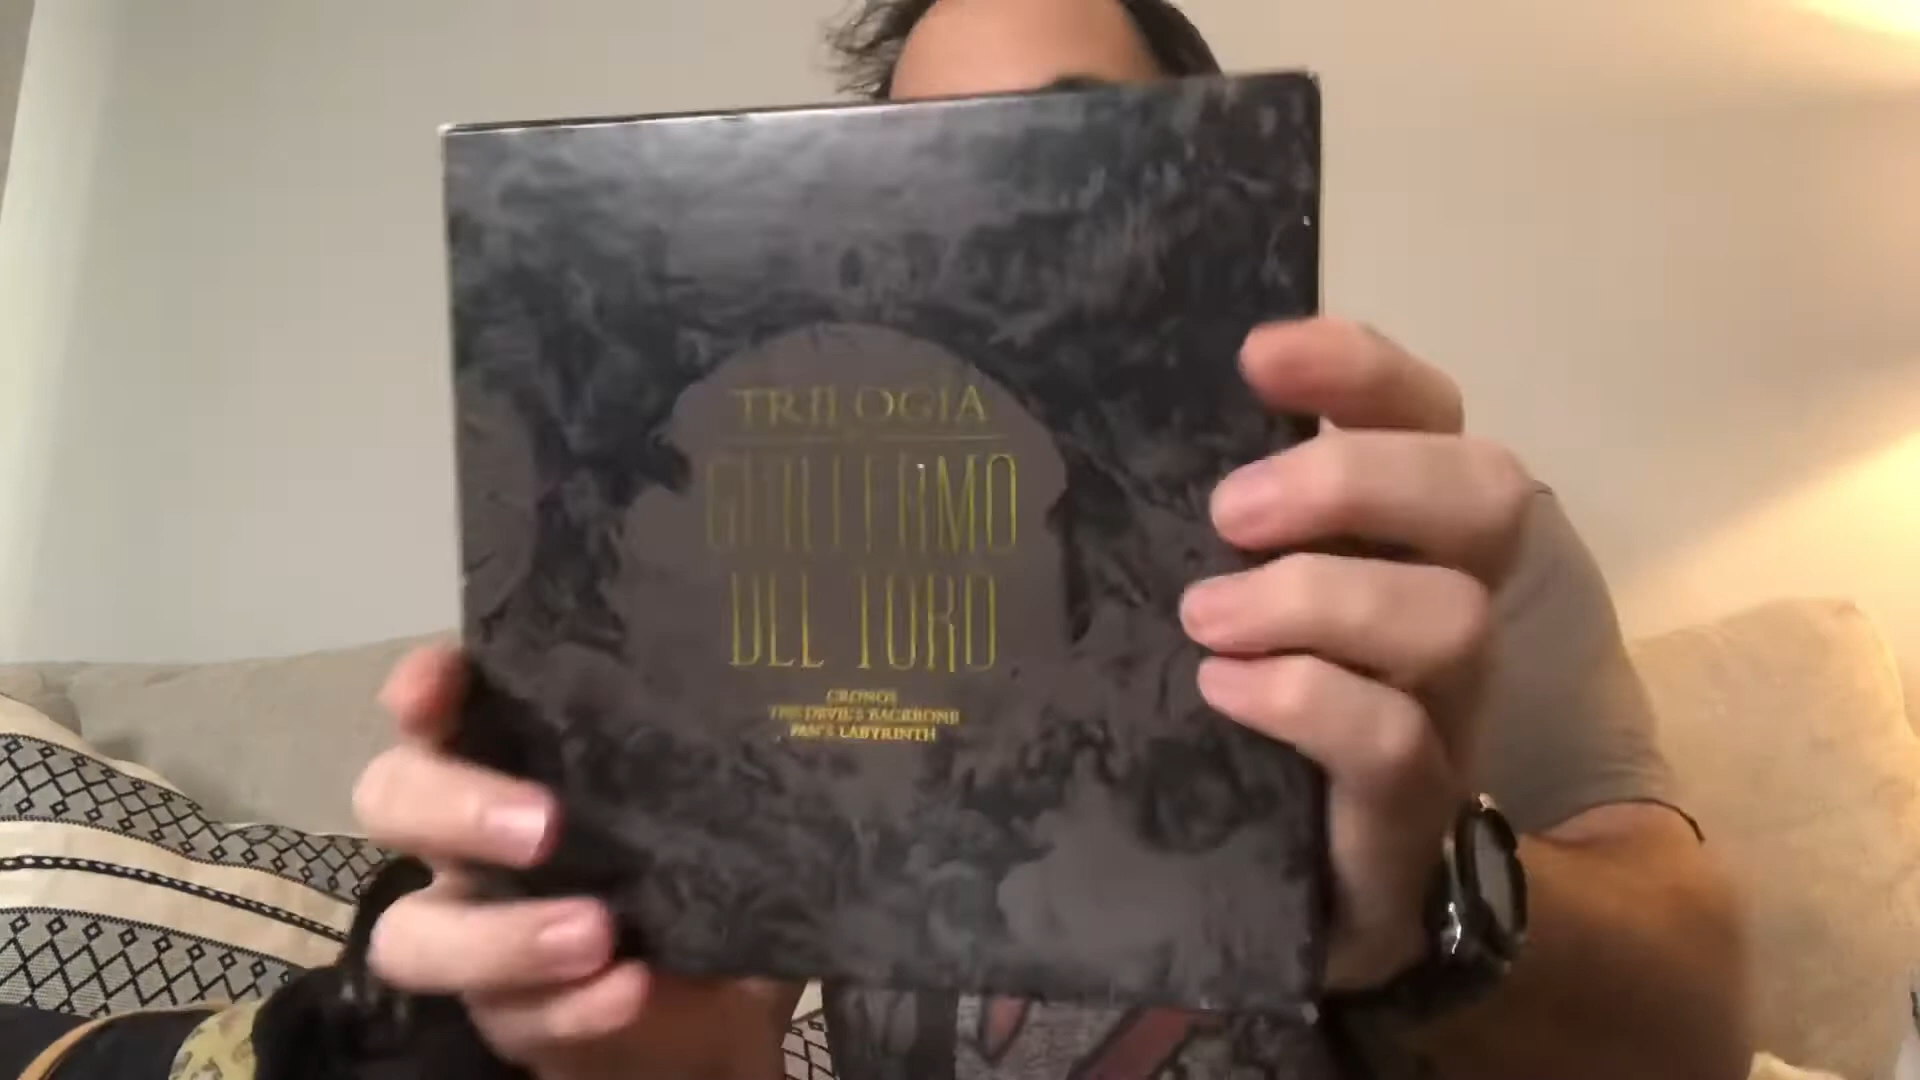 TRILOGIA
GUILLERMO
DEL TORO
CRONOS
THE DEVIL'S BACKBONE
PAN'S LABYRINTH